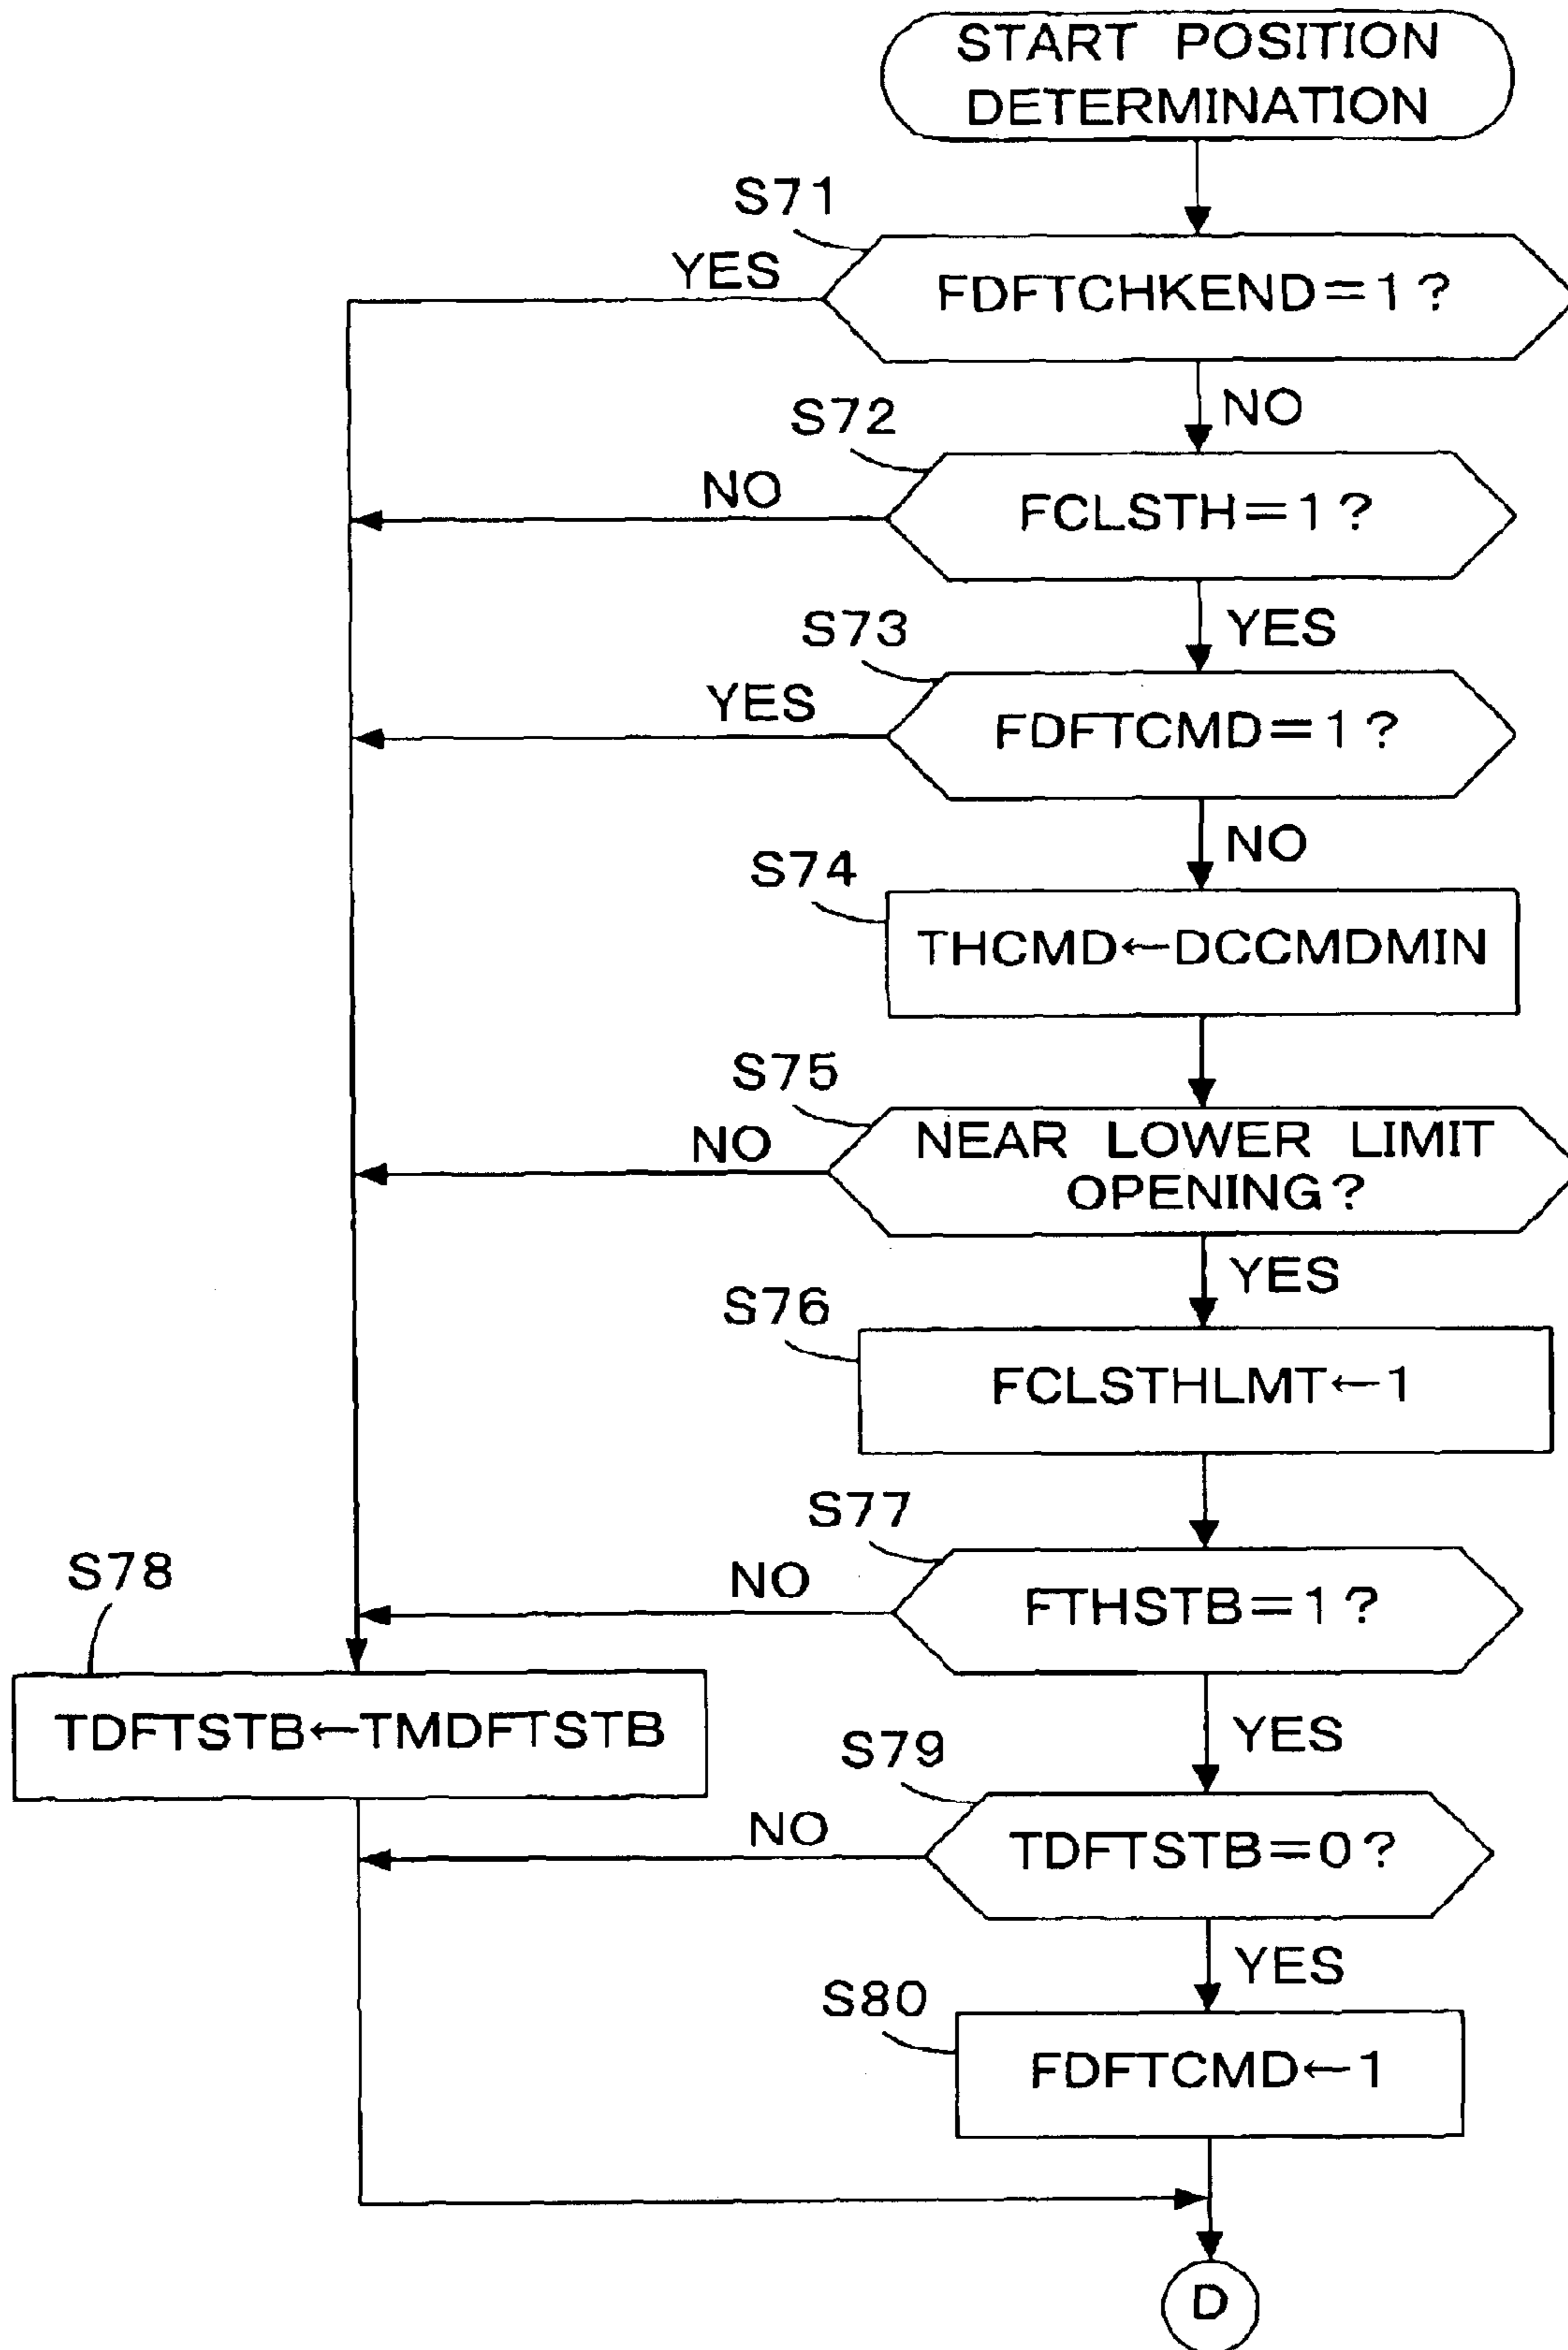 START POSITION
DETERMINATION
S71
YES
FDFTCHKEND=1?
NO
S72
NO
FCLSTH=1?
YES
S73
YES
FDFTCMD=1?
NO
S74
THCMD←DCCMDMIN
S75
NO
NEAR LOWER LIMIT
OPENING?
YES
S76
FCLSTHLMT←1
S77
NO
FTHSTB=1?
YES
S78
TDFTSTB←TMDFTSTB
S79
NO
TDFTSTB=0?
YES
S80
FDFTCMD←1
D